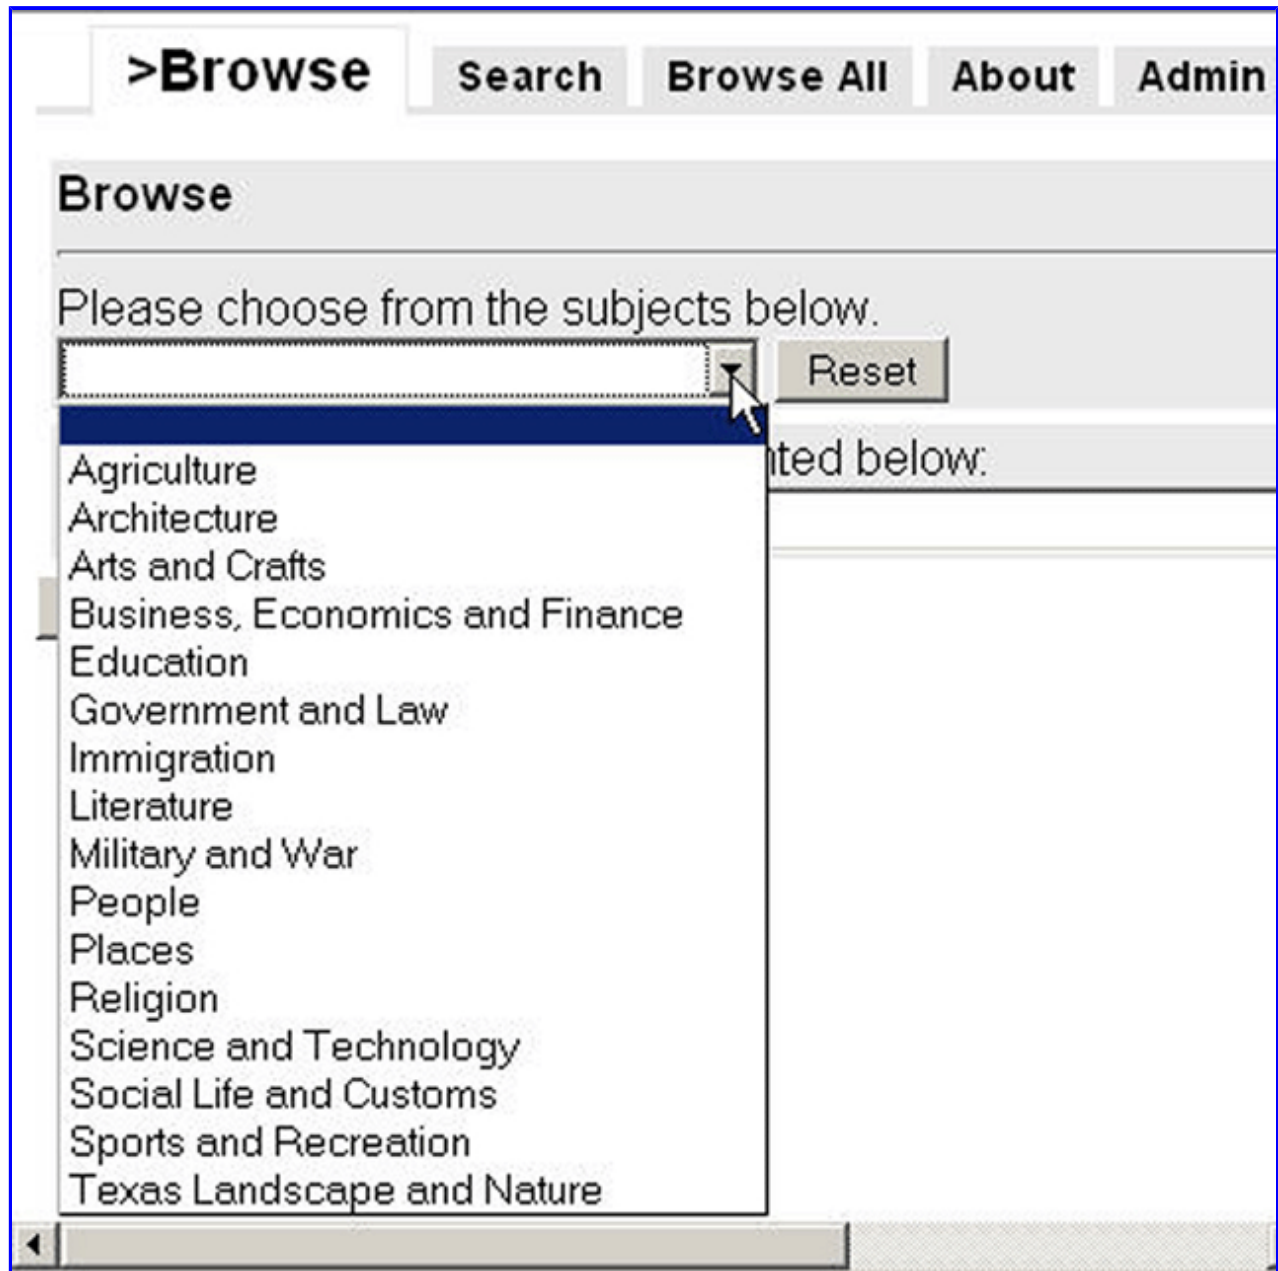 >Browse Search Browse All About Admin
Browse
Please choose from the subjects below.
Reset
below:
Agriculture
Architecture
Arts and Crafts
Business, Economics and Finance
Education
Government and Law
Immigration
Literature
Military and War
People
Places
Religion
Science and Technology
Social Life and Customs
Sports and Recreation
Texas Landscape and Nature